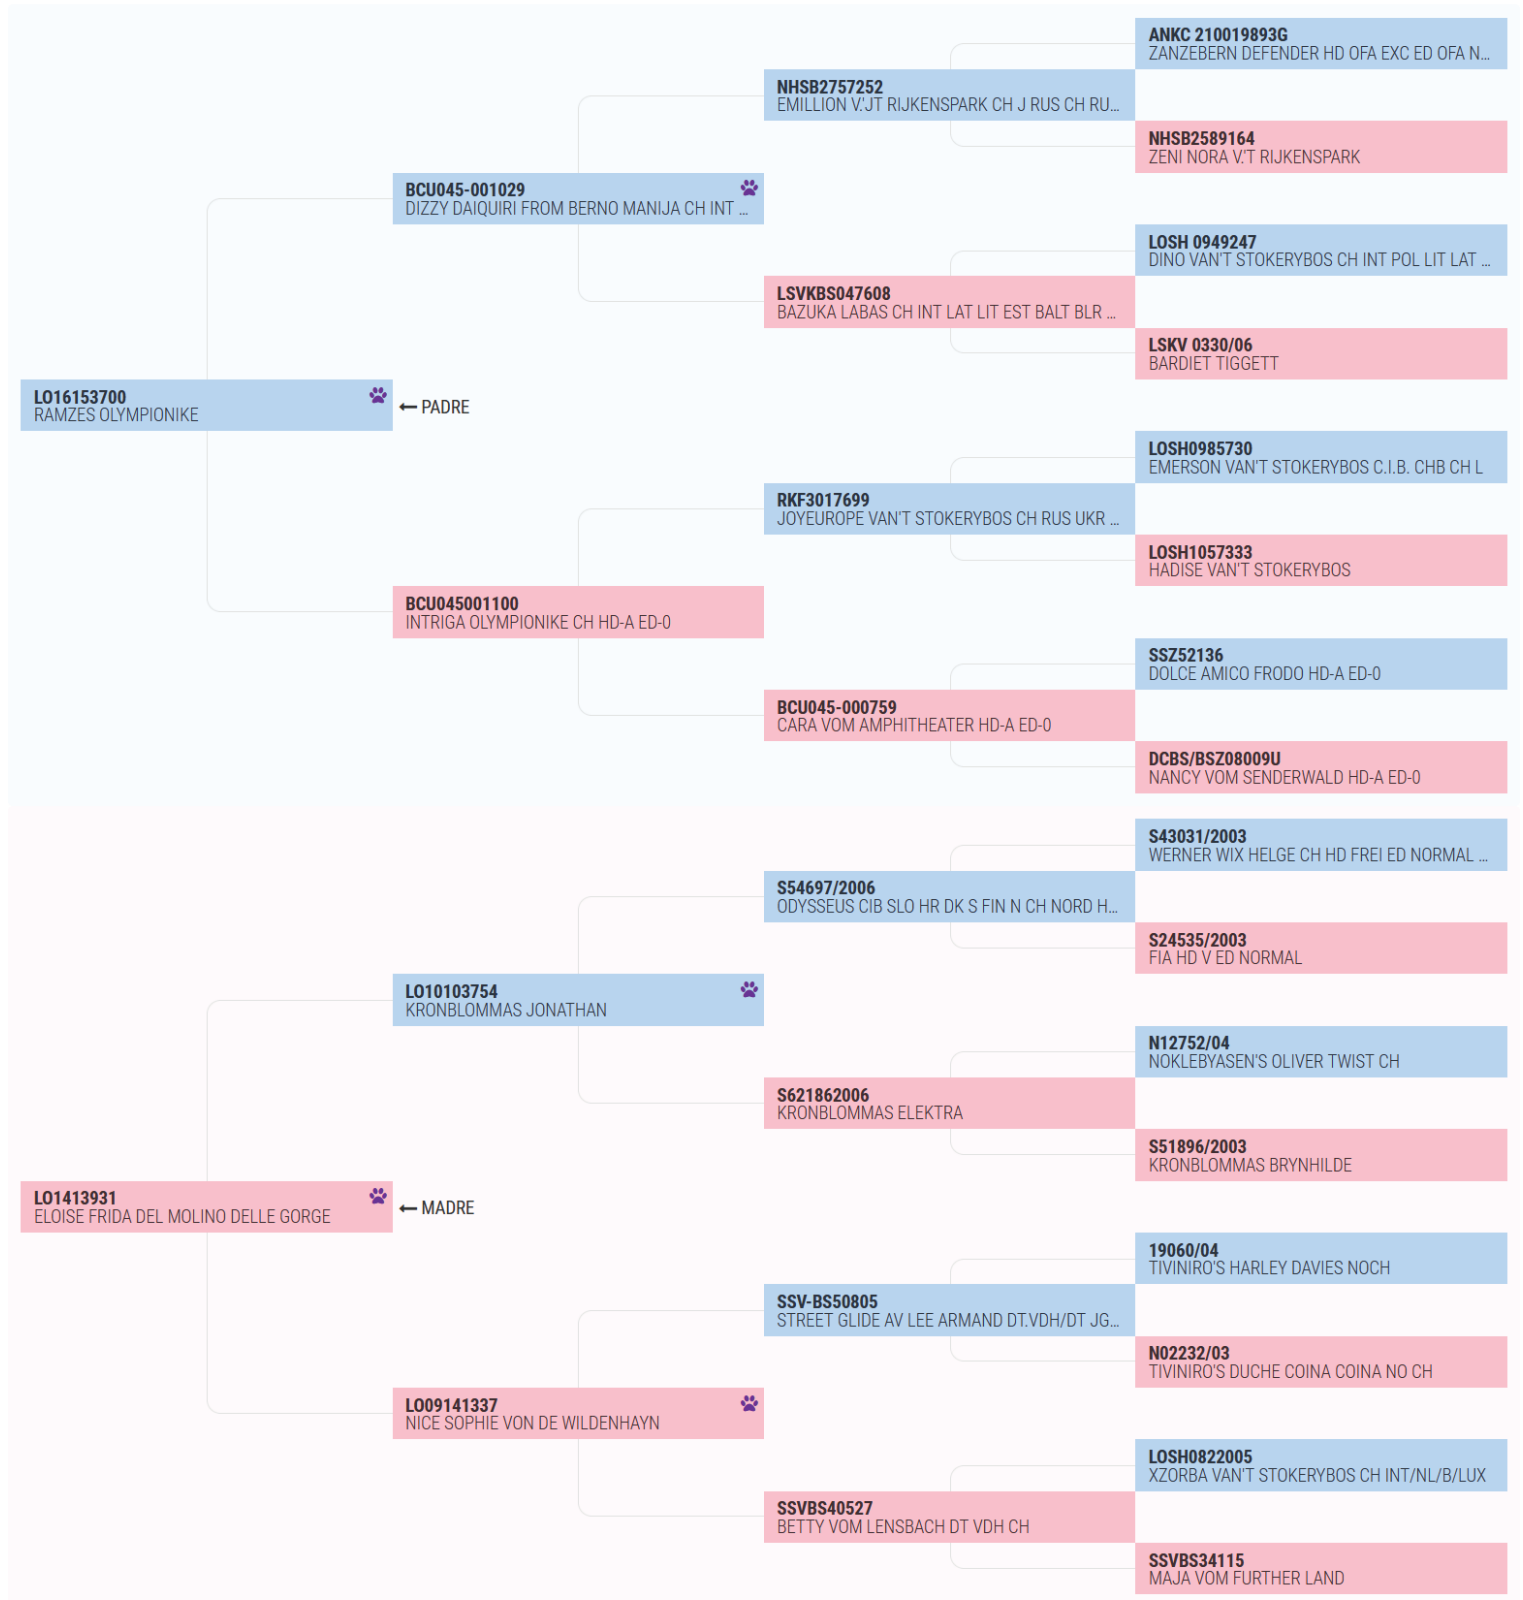 ANKC 210019893G
ZANZEBERN DEFENDER HD OFA EXC ED OFA N...
NHSB2757252
EMILLION V.'JT RIJKENSPARK CH J RUS CH RU...
NHSB2589164
ZENI NORA V.'T RIJKENSPARK
BCU045-001029
DIZZY DAIQUIRI FROM BERNO MANIJA CH INT ...
LOSH 0949247
DINO VAN'T STOKERYBOS CH INT POL LIT LAT ...
LSVKBS047608
BAZUKA LABAS CH INT LAT LIT EST BALT BLR ...
LSKV 0330/06
BARDIET TIGGETT
LO16153700
RAMZES OLYMPIONIKE
← PADRE
LOSH0985730
EMERSON VAN'T STOKERYBOS C.I.B. CHB CH L
RKF3017699
JOYEUROPE VAN'T STOKERYBOS CH RUS UKR ...
LOSH1057333
HADISE VAN'T STOKERYBOS
BCU045001100
INTRIGA OLYMPIONIKE CH HD-A ED-0
SSZ52136
DOLCE AMICO FRODO HD-A ED-0
BCU045-000759
CARA VOM AMPHITHEATER HD-A ED-0
DCBS/BSZ08009U
NANCY VOM SENDERWALD HD-A ED-0
S43031/2003
WERNER WIX HELGE CH HD FREI ED NORMAL ...
S54697/2006
ODYSSEUS CIB SLO HR DK S FIN N CH NORD H...
S24535/2003
FIA HD V ED NORMAL
LO10103754
KRONBLOMMAS JONATHAN
N12752/04
NOKLEBYASEN'S OLIVER TWIST CH
S621862006
KRONBLOMMAS ELEKTRA
S51896/2003
KRONBLOMMAS BRYNHILDE
LO1413931
ELOISE FRIDA DEL MOLINO DELLE GORGE
← MADRE
19060/04
TIVINIRO'S HARLEY DAVIES NOCH
SSV-BS50805
STREET GLIDE AV LEE ARMAND DT.VDH/DT JG...
N02232/03
TIVINIRO'S DUCHE COINA COINA NO CH
LO09141337
NICE SOPHIE VON DE WILDENHAYN
LOSH0822005
XZORBA VAN'T STOKERYBOS CH INT/NL/B/LUX
SSVBS40527
BETTY VOM LENSBACH DT VDH CH
SSVBS34115
MAJA VOM FURTHER LAND